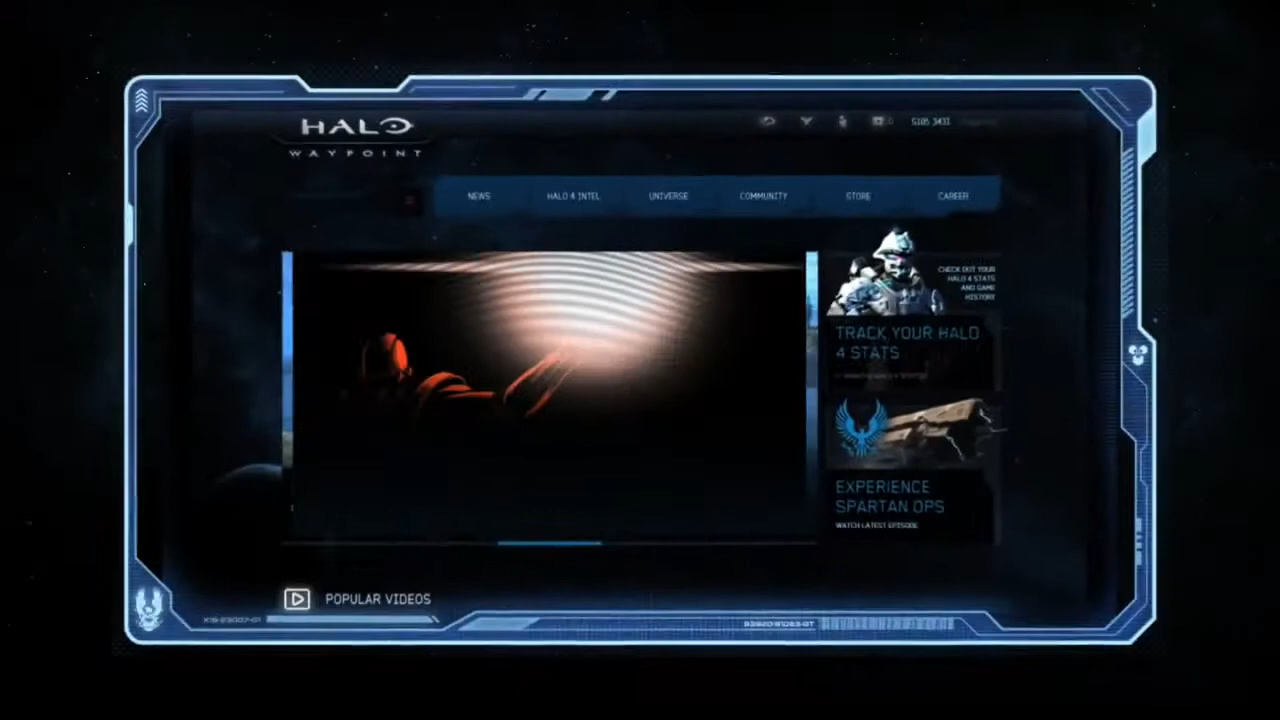 HALO
WAYPOINT
NEWS
HALO 4 INTEL
UNIVERSE
COMMUNITY
STORE
CAREER
CHECK OUT YOUR
HALO 4 STATS
AND GAME
HISTORY
TRACK YOUR HALO
4 STATS
EXPERIENCE
SPARTAN OPS
WATCH LATEST EPISODE
POPULAR VIDEOS